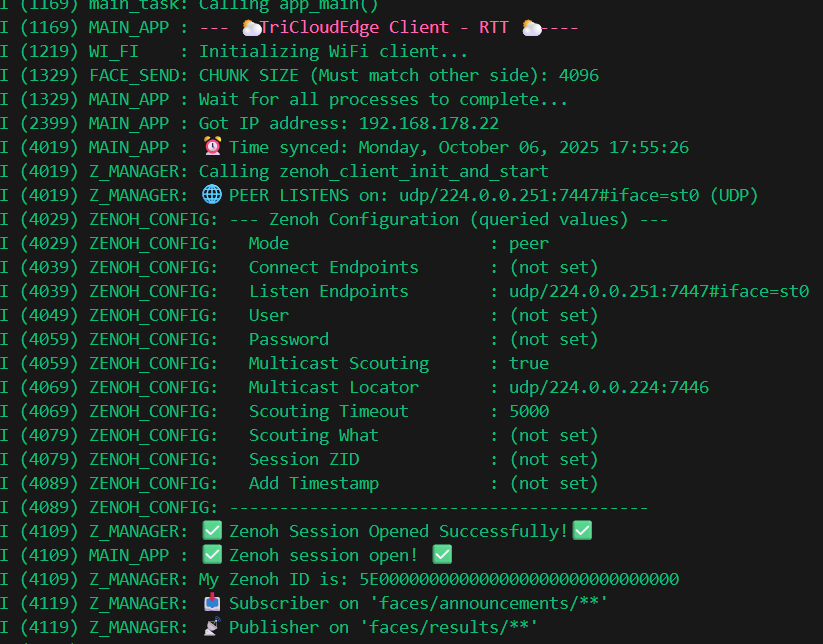 I (1169) main_task: Calling app_main()
I (1169) MAIN_APP : --- 🌥️TriCloudEdge Client - RTT 🌥️----
I (1219) WI_FI    : Initializing WiFi client...
I (1329) FACE_SEND: CHUNK SIZE (Must match other side): 4096
I (1329) MAIN_APP : Wait for all processes to complete...
I (2399) MAIN_APP : Got IP address: 192.168.178.22
I (4019) MAIN_APP : ⏰ Time synced: Monday, October 06, 2025 17:55:26
I (4019) Z_MANAGER: Calling zenoh_client_init_and_start
I (4019) Z_MANAGER: 🌐 PEER LISTENS on: udp/224.0.0.251:7447#iface=st0 (UDP)
I (4029) ZENOH_CONFIG: --- Zenoh Configuration (queried values) ---
I (4029) ZENOH_CONFIG:   Mode                    : peer
I (4039) ZENOH_CONFIG:   Connect Endpoints       : (not set)
I (4039) ZENOH_CONFIG:   Listen Endpoints        : udp/224.0.0.251:7447#iface=st0
I (4049) ZENOH_CONFIG:   User                    : (not set)
I (4059) ZENOH_CONFIG:   Password                : (not set)
I (4059) ZENOH_CONFIG:   Multicast Scouting      : true
I (4069) ZENOH_CONFIG:   Multicast Locator       : udp/224.0.0.224:7446
I (4069) ZENOH_CONFIG:   Scouting Timeout        : 5000
I (4079) ZENOH_CONFIG:   Scouting What           : (not set)
I (4079) ZENOH_CONFIG:   Session ZID             : (not set)
I (4089) ZENOH_CONFIG:   Add Timestamp           : (not set)
I (4089) ZENOH_CONFIG: ------------------------------------------
I (4109) Z_MANAGER: ✅ Zenoh Session Opened Successfully!✅
I (4109) MAIN_APP : ✅ Zenoh session open! ✅
I (4109) Z_MANAGER: My Zenoh ID is: 5E000000000000000000000000000000
I (4119) Z_MANAGER: 📥 Subscriber on 'faces/announcements/**'
I (4119) Z_MANAGER: 📡 Publisher on 'faces/results/**'